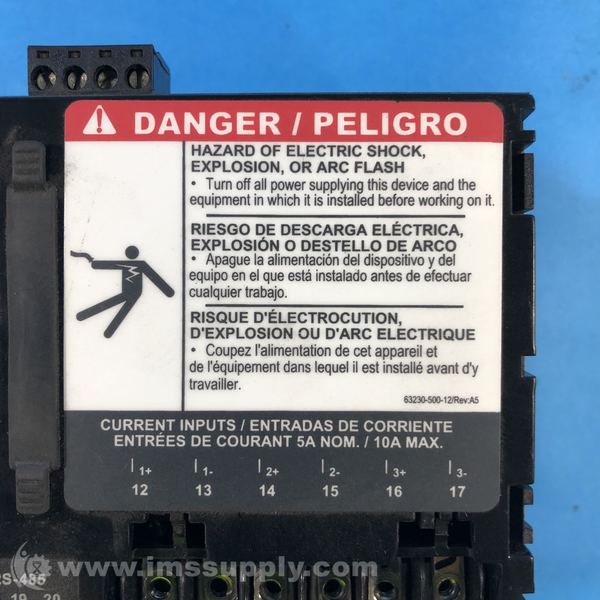 DANGER / PELIGRO
HAZARD OF ELECTRIC SHOCK,
EXPLOSION, OR ARC FLASH
• Turn off all power supplying this device and the
equipment in which it is installed before working on it.
RIESGO DE DESCARGA ELÉCTRICA,
EXPLOSIÓN O DESTELLO DE ARCO
• Apague la alimentación del dispositivo y del
equipo en el que está instalado antes de efectuar
cualquier trabajo.
RISQUE D'ÉLECTROCUTION,
D'EXPLOSION OU D'ARC ELECTRIQUE
• Coupez l'alimentation de cet appareil et
de l'équipement dans lequel il est installé avant d'y
travailler.
63230-500-12/Rev:A5
CURRENT INPUTS / ENTRADAS DE CORRIENTE
ENTRÉES DE COURANT 5A NOM. / 10A MAX.
I1+ I1- I2+ I2- I3+ I3-
12 13 14 15 16 17
RS-485
19 20
www.imssupply.com